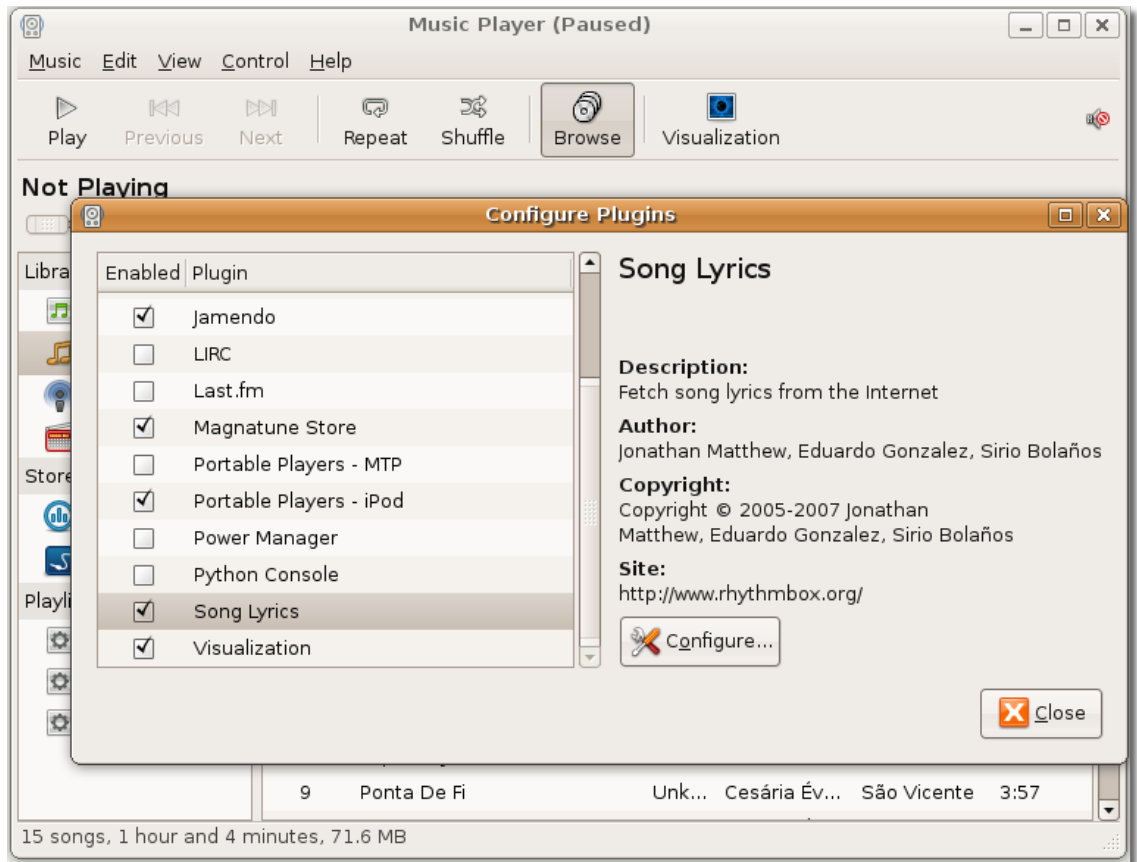 Music Player (Paused)
Music Edit View Control Help
Play Previous Next Repeat Shuffle Browse Visualization
Not Playing
Configure Plugins
Libra
Store
Playli
Enabled Plugin
Jamendo
LIRC
Last.fm
Magnatune Store
Portable Players - MTP
Portable Players - iPod
Power Manager
Python Console
Song Lyrics
Visualization
Song Lyrics
Description:
Fetch song lyrics from the Internet
Author:
Jonathan Matthew, Eduardo Gonzalez, Sirio Bolaños
Copyright:
Copyright © 2005-2007 Jonathan
Matthew, Eduardo Gonzalez, Sirio Bolaños
Site:
http://www.rhythmbox.org/
Configure...
Close
9 Ponta De Fi Unk... Cesária Év... São Vicente 3:57
15 songs, 1 hour and 4 minutes, 71.6 MB